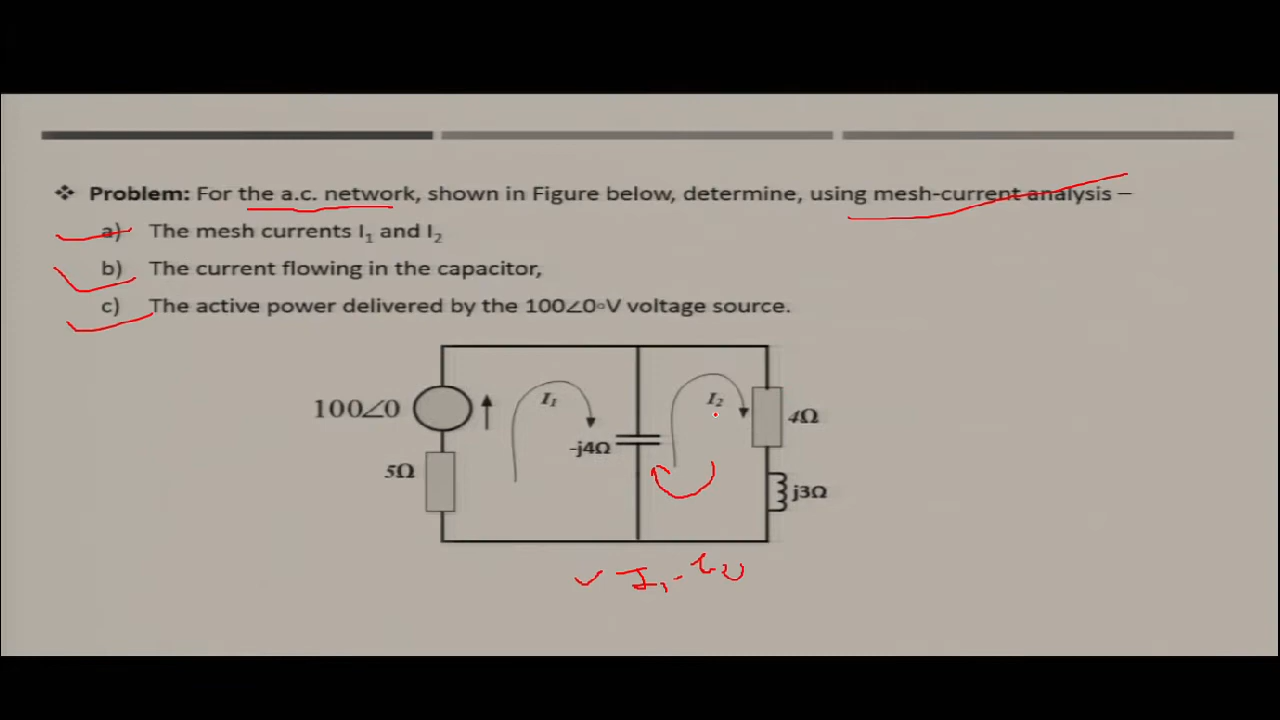 ❖ Problem: For the a.c. network, shown in Figure below, determine, using mesh-current analysis –
a) The mesh currents I₁ and I₂
b) The current flowing in the capacitor,
c) The active power delivered by the 100∠0∘V voltage source.
100∠0
I₁
I₂
4Ω
-j4Ω
5Ω
j3Ω
I₁ - I₂